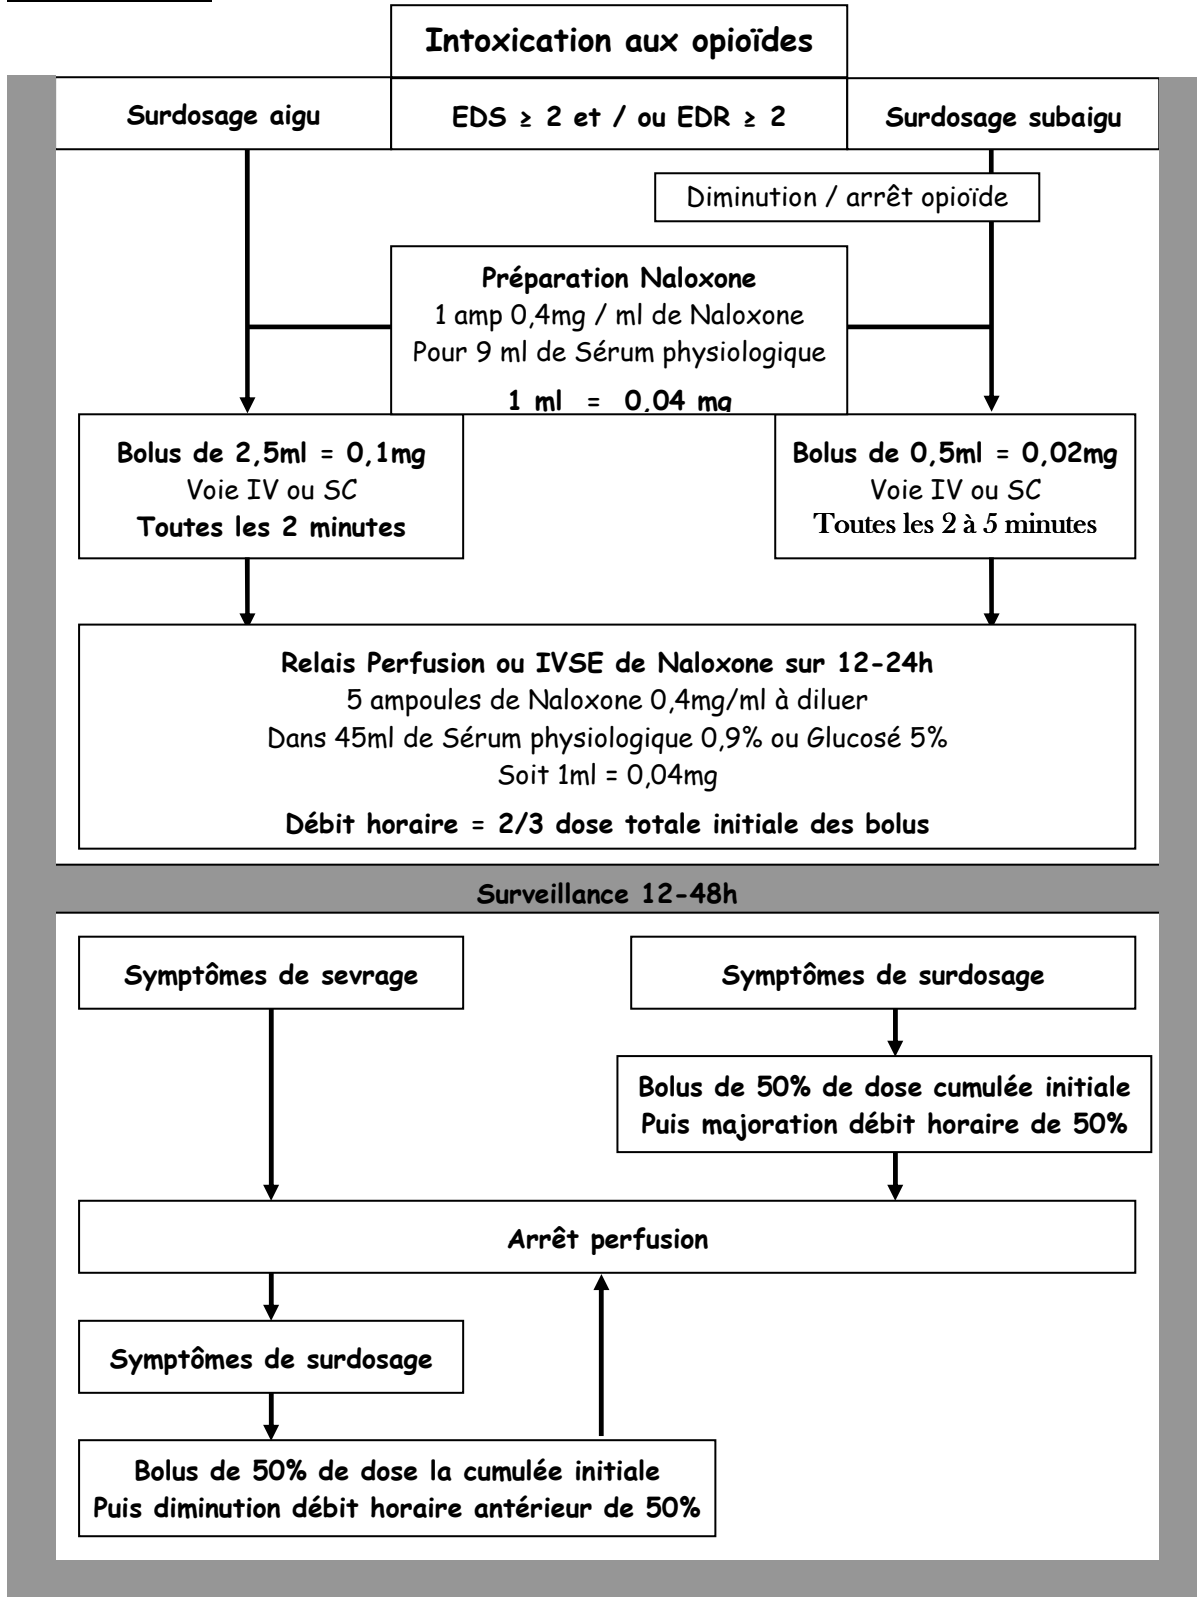 Intoxication aux opioïdes
Surdosage aigu
EDS ≥ 2 et / ou EDR ≥ 2
Surdosage subaigu
Diminution / arrêt opioïde
Préparation Naloxone
1 amp 0,4mg / ml de Naloxone
Pour 9 ml de Sérum physiologique
1 ml = 0,04 mg
Bolus de 2,5ml = 0,1mg
Voie IV ou SC
Toutes les 2 minutes
Bolus de 0,5ml = 0,02mg
Voie IV ou SC
Toutes les 2 à 5 minutes
Relais Perfusion ou IVSE de Naloxone sur 12-24h
5 ampoules de Naloxone 0,4mg/ml à diluer
Dans 45ml de Sérum physiologique 0,9% ou Glucosé 5%
Soit 1ml = 0,04mg
Débit horaire = 2/3 dose totale initiale des bolus
Surveillance 12-48h
Symptômes de sevrage
Symptômes de surdosage
Bolus de 50% de dose cumulée initiale
Puis majoration débit horaire de 50%
Arrêt perfusion
Symptômes de surdosage
Bolus de 50% de dose la cumulée initiale
Puis diminution débit horaire antérieur de 50%